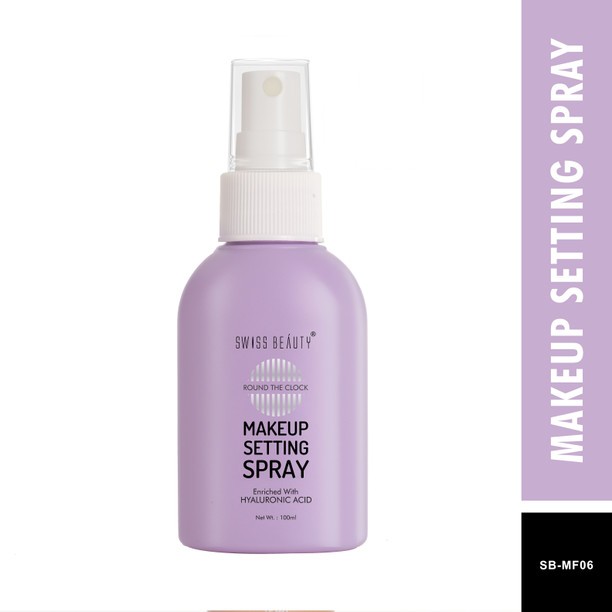 SWISS BEAUTY®
ROUND THE CLOCK
MAKEUP
SETTING
SPRAY
Enriched With
HYALURONIC ACID
Net Wt. : 100ml
MAKEUP SETTING SPRAY
SB-MF06